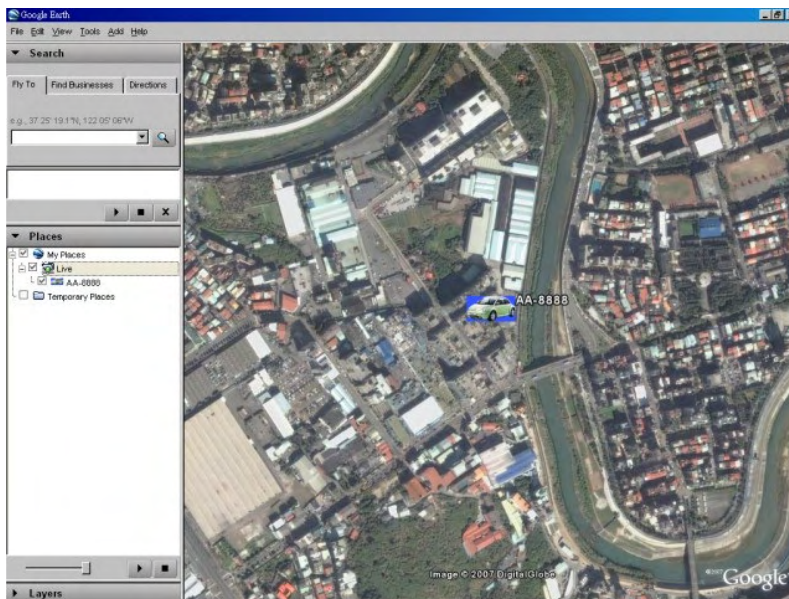 Google Earth
File Edit View Tools Add Help
Search
Fly To Find Businesses Directions
e.g., 37 25' 19.1"N, 122 05' 06"W
Places
My Places
Live
AA-8888
Temporary Places
Layers
AA-8888
Image © 2007 DigitalGlobe
©2007 Google